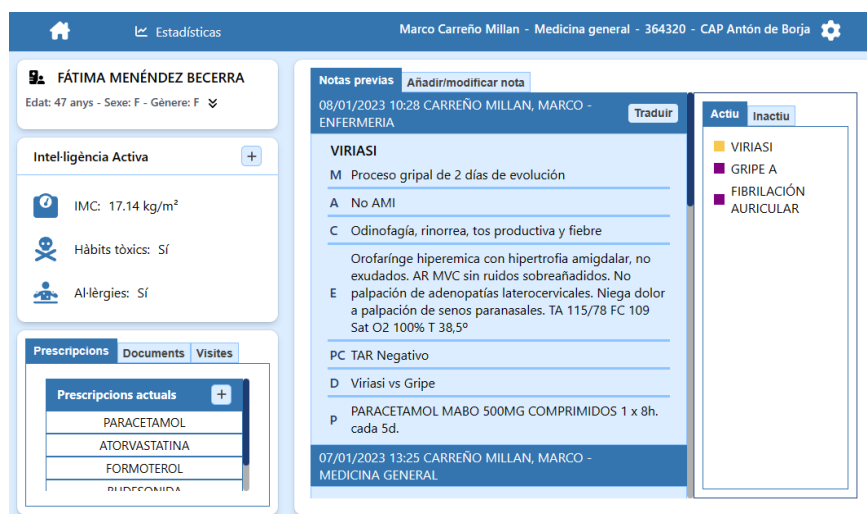 Estadísticas
Marco Carreño Millan - Medicina general - 364320 - CAP Antón de Borja
FÁTIMA MENÉNDEZ BECERRA
Edat: 47 anys - Sexe: F - Gènere: F
Intel·ligència Activa
+
IMC: 17.14 kg/m²
Hàbits tòxics: Sí
Al·lèrgies: Sí
Prescripcions Documents Visites
Prescripcions actuals +
PARACETAMOL
ATORVASTATINA
FORMOTEROL
BUDESONIDA
Notas previas Añadir/modificar nota
08/01/2023 10:28 CARREÑO MILLAN, MARCO -
ENFERMERIA
Traduir
VIRIASI
M Proceso gripal de 2 días de evolución
A No AMI
C Odinofagía, rinorrea, tos productiva y fiebre
Orofarínge hiperemica con hipertrofia amigdalar, no
exudados. AR MVC sin ruidos sobreañadidos. No
E palpación de adenopatías laterocervicales. Niega dolor
a palpación de senos paranasales. TA 115/78 FC 109
Sat O2 100% T 38,5º
PC TAR Negativo
D Viriasi vs Gripe
P PARACETAMOL MABO 500MG COMPRIMIDOS 1 x 8h.
cada 5d.
07/01/2023 13:25 CARREÑO MILLAN, MARCO -
MEDICINA GENERAL
Actiu Inactiu
VIRIASI
GRIPE A
FIBRILACIÓN
AURICULAR